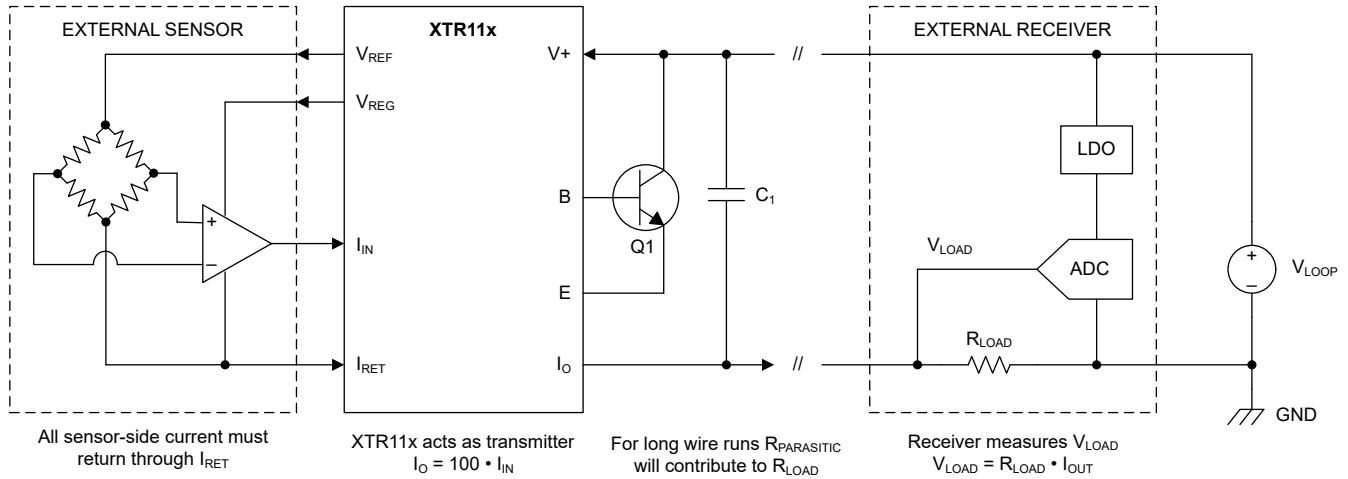 EXTERNAL SENSOR
XTR11x
EXTERNAL RECEIVER
VREF
V+
//
VREG
LDO
B
C1
Q1
+
−
IIN
VLOAD
ADC
+
−
VLOOP
E
RLOAD
IRET
IO
//
GND
All sensor-side current must
return through IRET
XTR11x acts as transmitter
IO = 100 • IIN
For long wire runs RPARASITIC
will contribute to RLOAD
Receiver measures VLOAD
VLOAD = RLOAD • IOUT